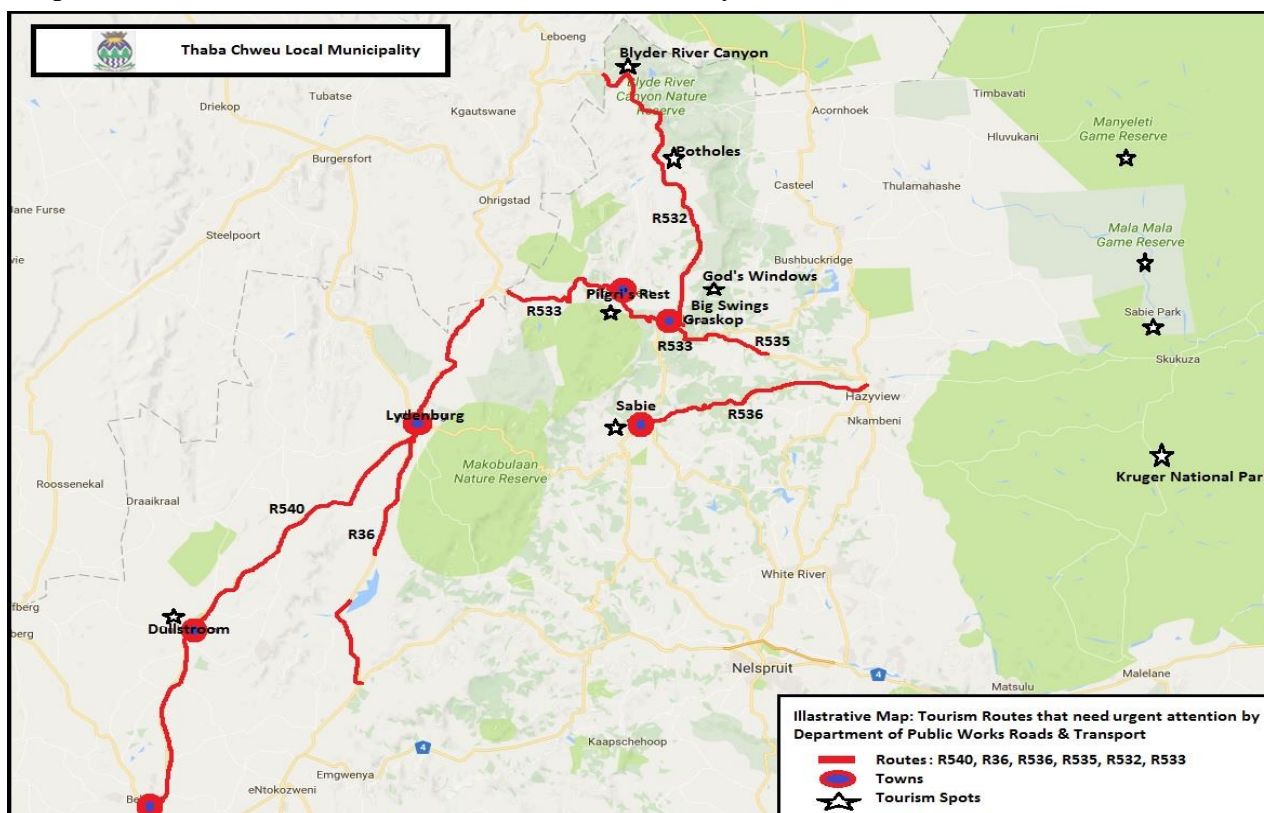 Thaba Chweu Local Municipality
Leboeng
Blyder River Canyon
Blyde River
Canyon Nature
Reserve
Driekop
Tubatse
Kgautswane
Acornhoek
Timbavati
Hluvukani
Manyeleti
Game Reserve
Burgersfort
Potholes
Casteel
Thulamahashe
Ohrigstad
Jane Furse
Steelpoort
R532
Mala Mala
Game Reserve
Bushbuckridge
God's Windows
Pilgri's Rest
Big Swings
Graskop
R533
R533
R535
Sabie Park
Skukuza
Lydenburg
Sabie
R536
Hazyview
Nkambeni
Makobulaan
Nature Reserve
Kruger National Par
Roossenekal
Draaikraal
R540
R36
White River
Dullstroom
Nelspruit
4
Matsulu
Malelane
Kaapschehoop
4
Emgwenya
eNtokozweni
Be
Illastrative Map: Tourism Routes that need urgent attention by
Department of Public Works Roads & Transport
Routes: R540, R36, R536, R535, R532, R533
Towns
Tourism Spots